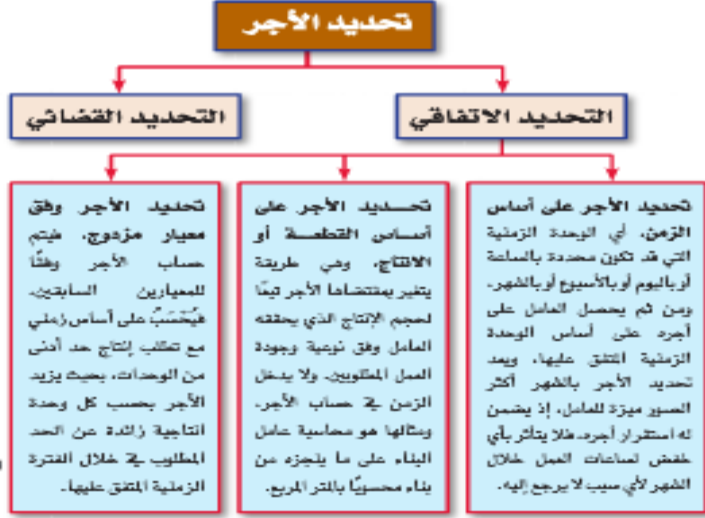 تحديد الأجر
التحديد الاتفاقي
التحديد القضائي
تحديد الأجر على أساس
الزمن، أي الوحدة الزمنية
التي قد تكون محددة بالساعة
أو باليوم أو بالأسبوع أو بالشهر،
ومن ثم يحصل العامل على
أجره على أساس الوحدة
الزمنية المتفق عليها، ويعد
تحديد الأجر بالشهر أكثر
الصور ميزة للعامل، إذ يضمن
له استقرار أجره، فلا يتأثر بأي
خفض لساعات العمل خلال
الشهر لأي سبب لا يرجع إليه.
تحـــديد الأجر على
أساس القطعـــة أو
الانتاج، وهي طريقة
يتغير بمقتضاها الأجر تبعًا
لحجم الإنتاج الذي يحققه
العامل وفق نوعية وجودة
العمل المطلوبين، ولا يدخل
الزمن في حساب الأجر،
ومثالها هو محاسبة عامل
البناء على ما ينجزه من
بناء محسوبًا بالمتر المربع.
تحديد الأجر وفق
معيار مزدوج، فيتم
حساب الأجر وفقًا
للمعيارين السابقين،
فيُحْسَبُ على أساس زمني
مع تطلب إنتاج حد أدنى
من الوحدات، بحيث يزيد
الأجر بحسب كل وحدة
انتاجية زائدة عن الحد
المطلوب في خلال الفترة
الزمنية المتفق عليها.